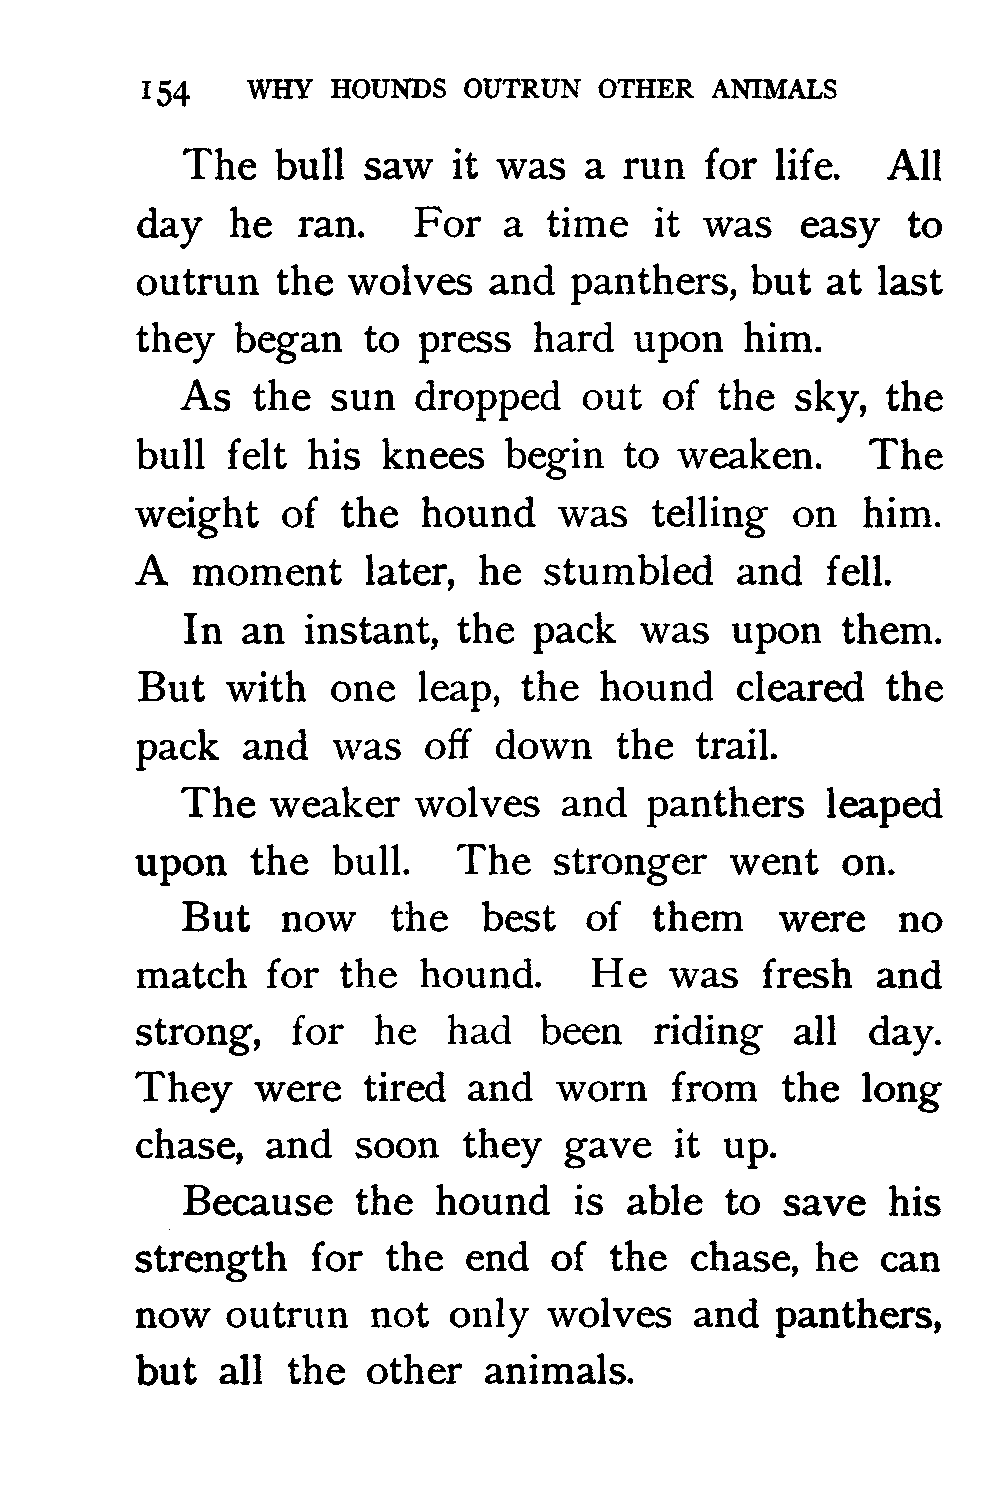 154 WHY HOUNDS OUTRUN OTHER ANIMALS
The bull saw it was a run for life. All
day he ran. For a time it was easy to
outrun the wolves and panthers, but at last
they began to press hard upon him.
As the sun dropped out of the sky, the
bull felt his knees begin to weaken. The
weight of the hound was telling on him.
A moment later, he stumbled and fell.
In an instant, the pack was upon them.
But with one leap, the hound cleared the
pack and was off down the trail.
The weaker wolves and panthers leaped
upon the bull. The stronger went on.
But now the best of them were no
match for the hound. He was fresh and
strong, for he had been riding all day.
They were tired and worn from the long
chase, and soon they gave it up.
Because the hound is able to save his
strength for the end of the chase, he can
now outrun not only wolves and panthers,
but all the other animals.